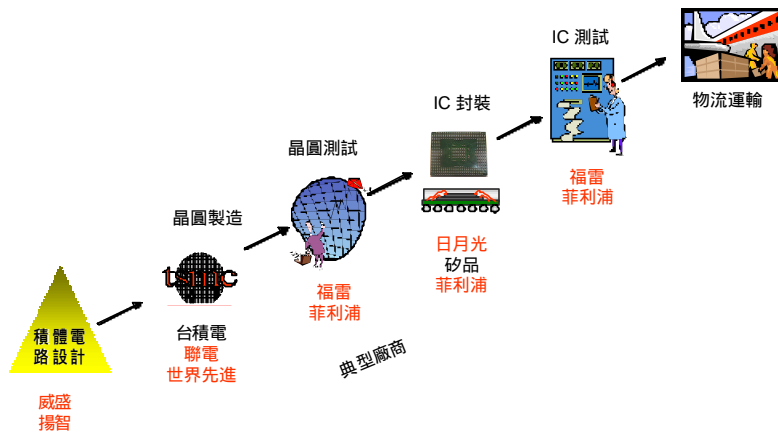 積體電
路設計
威盛
揚智
晶圓製造
tsmc
台積電
聯電
世界先進
晶圓測試
福雷
菲利浦
典型廠商
IC 封裝
日月光
矽品
菲利浦
IC 測試
福雷
菲利浦
物流運輸